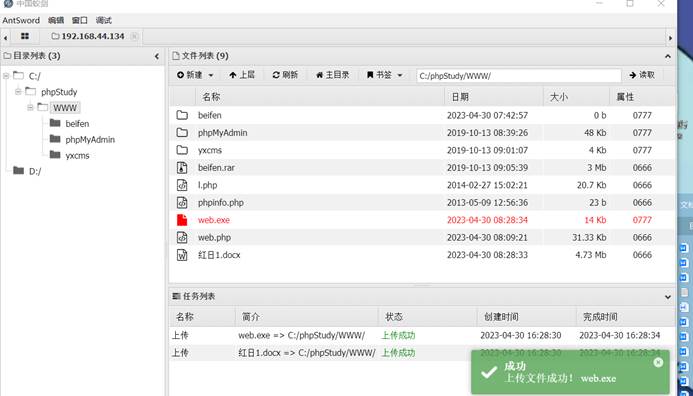 中国蚁剑
AntSword 编辑 窗口 调试
192.168.44.134
目录列表 (3)
C:/
phpStudy
WWW
beifen
phpMyAdmin
yxcms
D:/
文件列表 (9)
新建 上层 刷新 主目录 书签 C:/phpStudy/WWW/ 读取
名称 日期 大小 属性
beifen 2023-04-30 07:42:57 0 b 0777
phpMyAdmin 2019-10-13 08:39:26 48 Kb 0777
yxcms 2019-10-13 09:01:07 4 Kb 0777
beifen.rar 2019-10-13 09:05:39 3 Mb 0666
l.php 2014-02-27 15:02:21 20.7 Kb 0666
phpinfo.php 2013-05-09 12:56:36 23 b 0666
web.exe 2023-04-30 08:28:34 14 Kb 0777
web.php 2023-04-30 08:09:21 31.33 Kb 0666
红日1.docx 2023-04-30 08:28:33 4.73 Mb 0666
任务列表
名称 简介 状态 创建时间 完成时间
上传 web.exe => C:/phpStudy/WWW/ 上传成功 2023-04-30 16:28:30 2023-04-30 16:28:34
上传 红日1.docx => C:/phpStudy/WWW/ 上传成功 2023-04-30 16:28:30 2023-04-30 16:28:34
成功
上传文件成功! web.exe